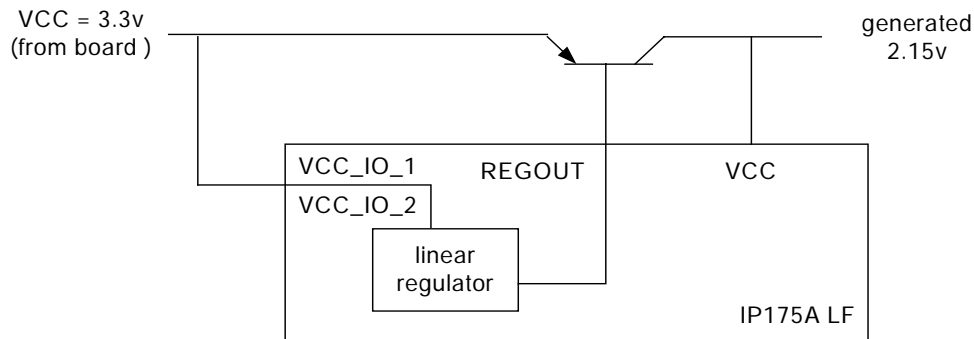 VCC = 3.3v
(from board )
generated
2.15v
VCC_IO_1
REGOUT
VCC
VCC_IO_2
linear
regulator
IP175A LF